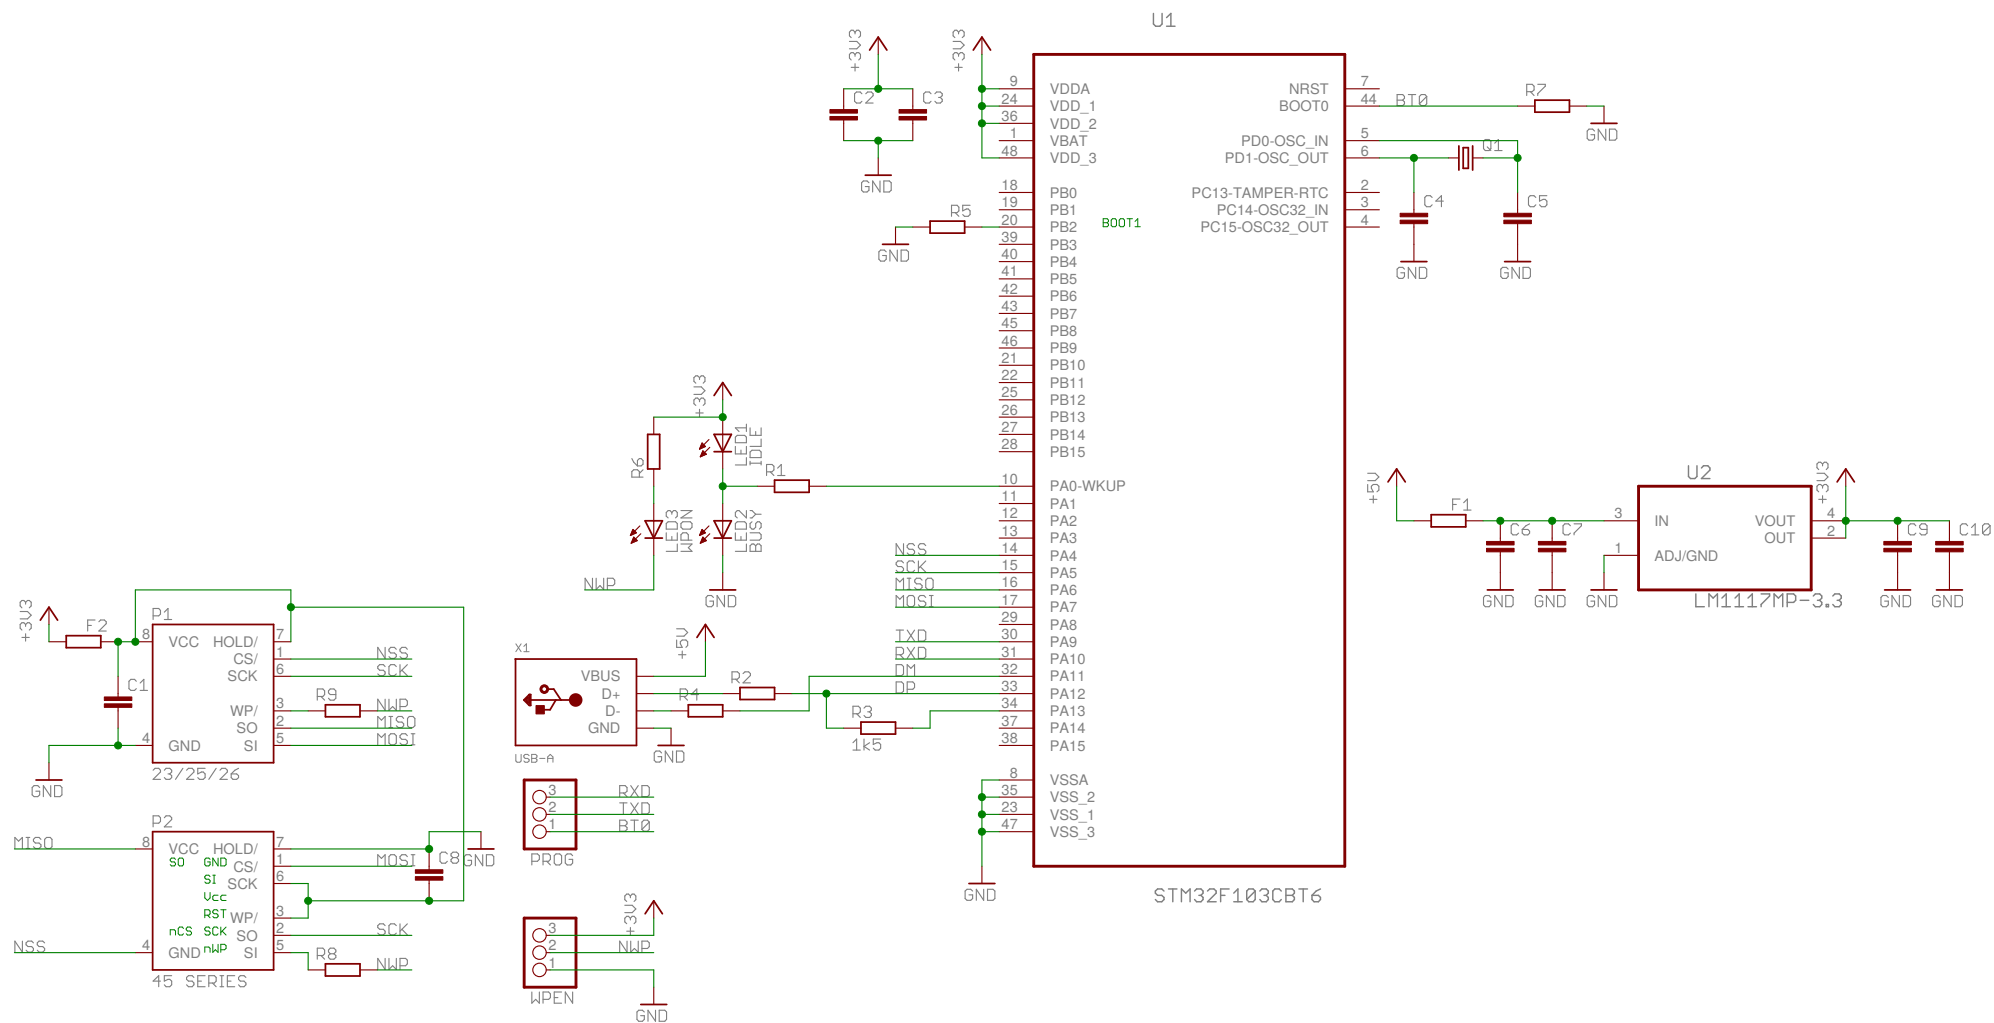 U1
+3V3
C2
C3
GND
+3V3
9 VDDA
24 VDD_1
36 VDD_2
1 VBAT
48 VDD_3
18 PB0
19 PB1
20 PB2
BOOT1
39 PB3
40 PB4
41 PB5
42 PB6
43 PB7
45 PB8
46 PB9
21 PB10
22 PB11
25 PB12
26 PB13
27 PB14
28 PB15
10 PA0-WKUP
11 PA1
12 PA2
13 PA3
NSS 14 PA4
SCK 15 PA5
MISO 16 PA6
MOSI 17 PA7
29 PA8
TXD 30 PA9
RXD 31 PA10
DM 32 PA11
DP 33 PA12
34 PA13
37 PA14
38 PA15
8 VSSA
35 VSS_2
23 VSS_1
47 VSS_3
GND
STM32F103CBT6
NRST 7
BOOT0 44 BT0
R7
GND
PD0-OSC_IN 5
PD1-OSC_OUT 6
Q1
PC13-TAMPER-RTC 2
PC14-OSC32_IN 3
PC15-OSC32_OUT 4
C4
C5
GND
GND
R5
GND
+3V3
R6
LED1
IDLE
R1
LED3
WPON
LED2
BUSY
NWP
GND
+5V
F1
C6
C7
GND
GND
GND
U2
3 IN
1 ADJ/GND
VOUT 4
OUT 2
LM1117MP-3.3
+3V3
C9
C10
GND
GND
+3V3
F2
C1
GND
P1
8 VCC
HOLD/ 7
CS/ 1 NSS
SCK 6 SCK
WP/ 3 R9 NWP
SO 2 MISO
4 GND
SI 5 MOSI
23/25/26
X1
VBUS
D+
D-
GND
USB-A
+5V
R2
R4
GND
R3
1k5
P2
MISO 8 VCC
HOLD/ 7
SO GND
CS/ 1 MOSI
SI
SCK 6
Vcc
RST
WP/ 3
nCS SCK
SO 2 SCK
NSS 4 GND
nWP
SI 5
R8 NWP
45 SERIES
C8
GND
3 RXD
2 TXD
1 BT0
PROG
+3V3
3
2 NWP
1
WPEN
GND